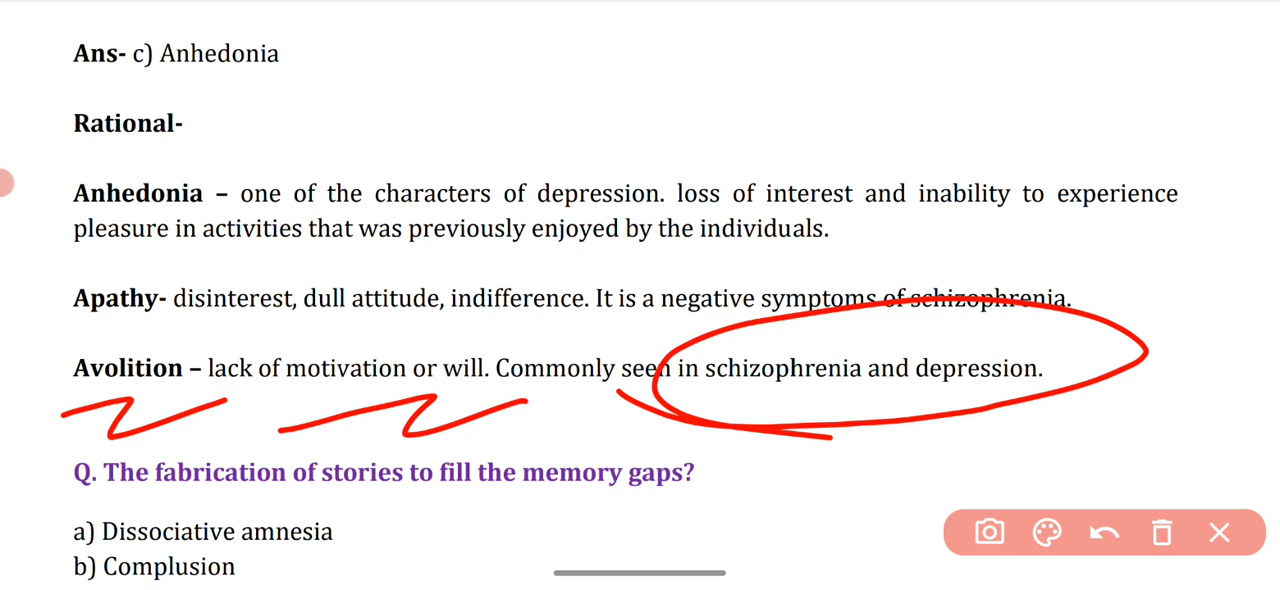 Ans- c) Anhedonia
Rational-
Anhedonia – one of the characters of depression. loss of interest and inability to experience
pleasure in activities that was previously enjoyed by the individuals.
Apathy- disinterest, dull attitude, indifference. It is a negative symptoms of schizophrenia.
Avolition – lack of motivation or will. Commonly seen in schizophrenia and depression.
Q. The fabrication of stories to fill the memory gaps?
a) Dissociative amnesia
b) Complusion